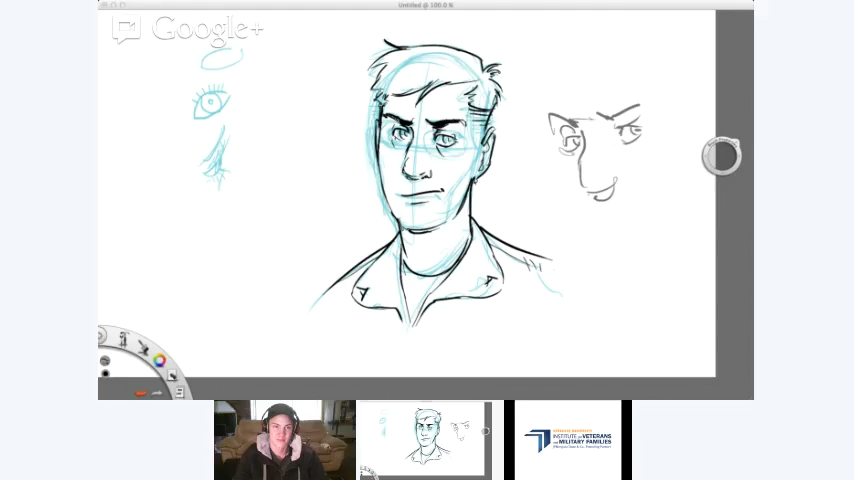 Untitled @ 100.0 %
Google+
INSTITUTE for VETERANS
and MILITARY FAMILIES